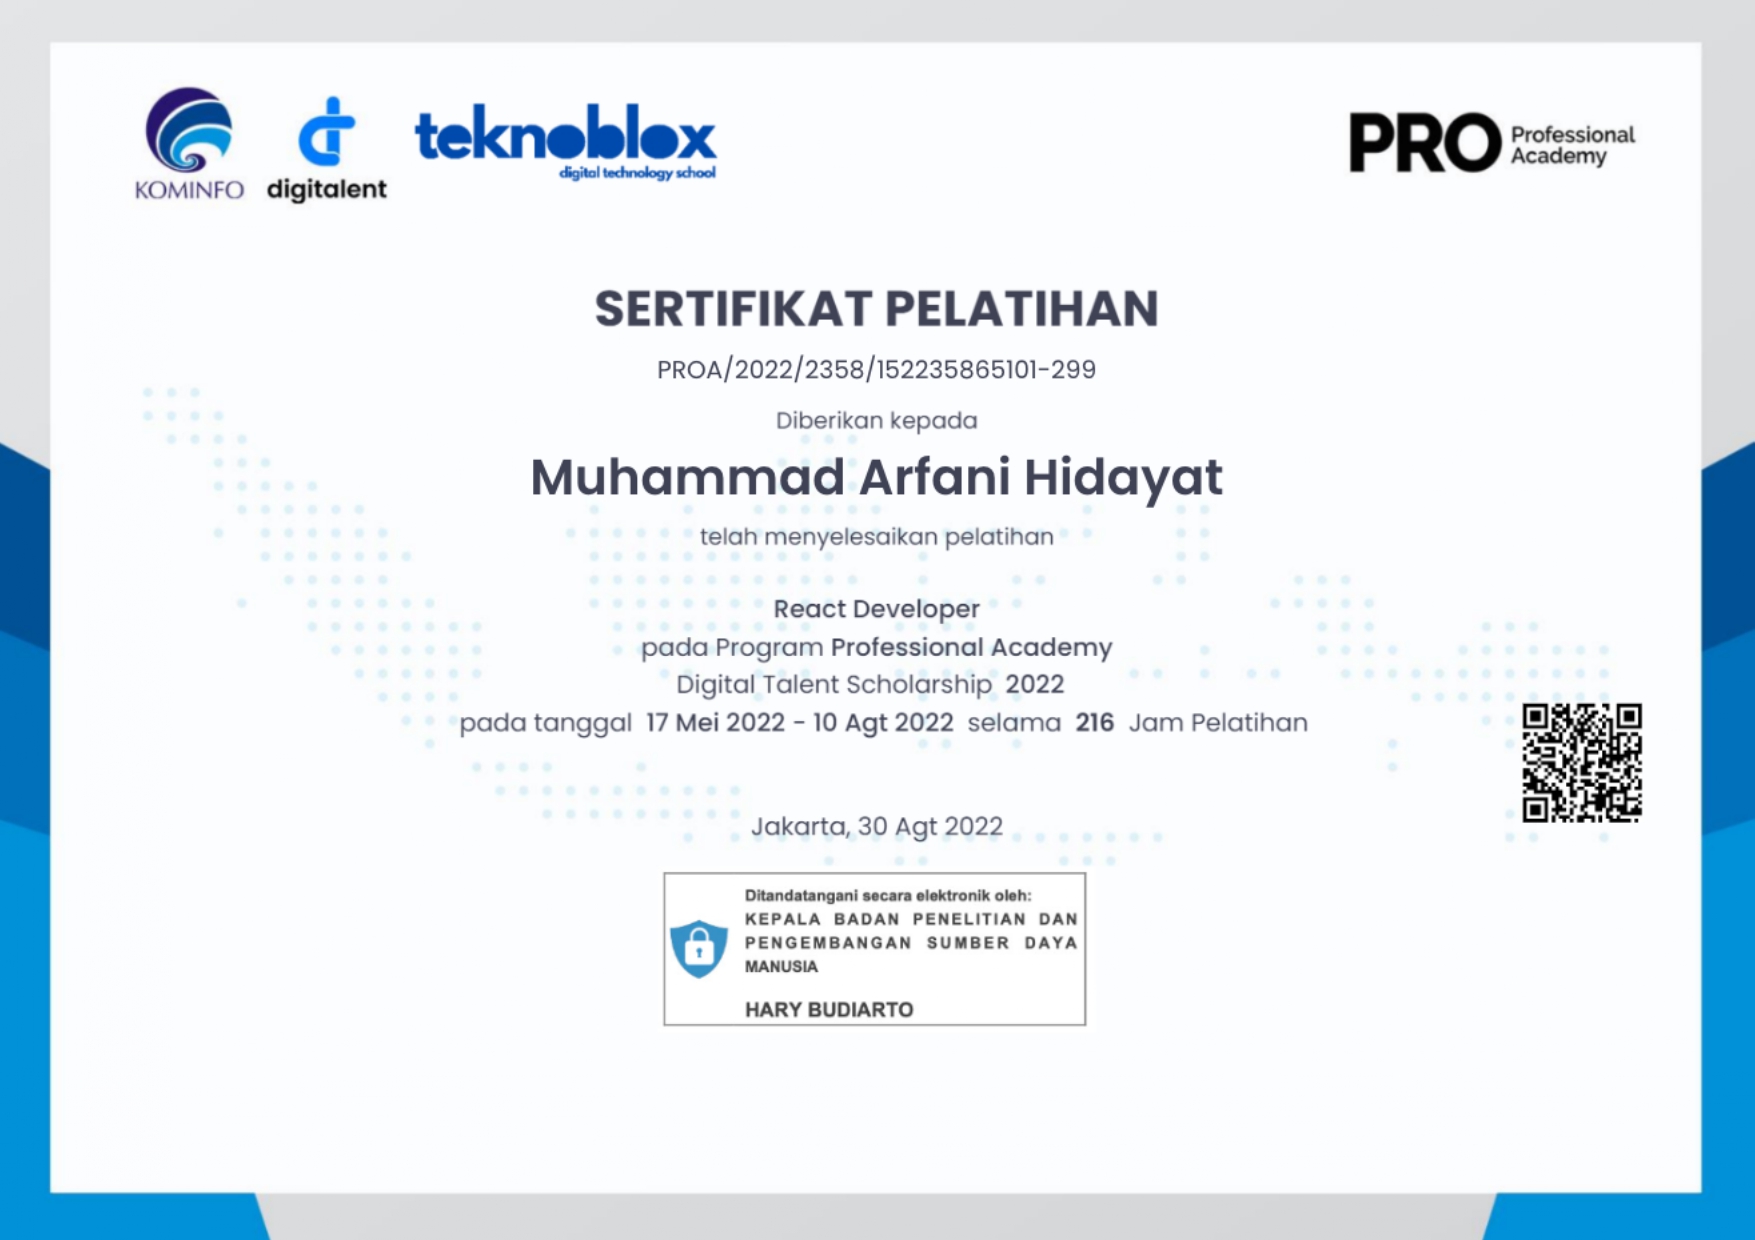 KOMINFO
digitalent
teknoblox
digital technology school
PRO Professional Academy
SERTIFIKAT PELATIHAN
PROA/2022/2358/152235865101-299
Diberikan kepada
Muhammad Arfani Hidayat
telah menyelesaikan pelatihan
React Developer
pada Program Professional Academy
Digital Talent Scholarship 2022
pada tanggal 17 Mei 2022 - 10 Agt 2022 selama 216 Jam Pelatihan
Jakarta, 30 Agt 2022
Ditandatangani secara elektronik oleh:
KEPALA BADAN PENELITIAN DAN
PENGEMBANGAN SUMBER DAYA
MANUSIA
HARY BUDIARTO